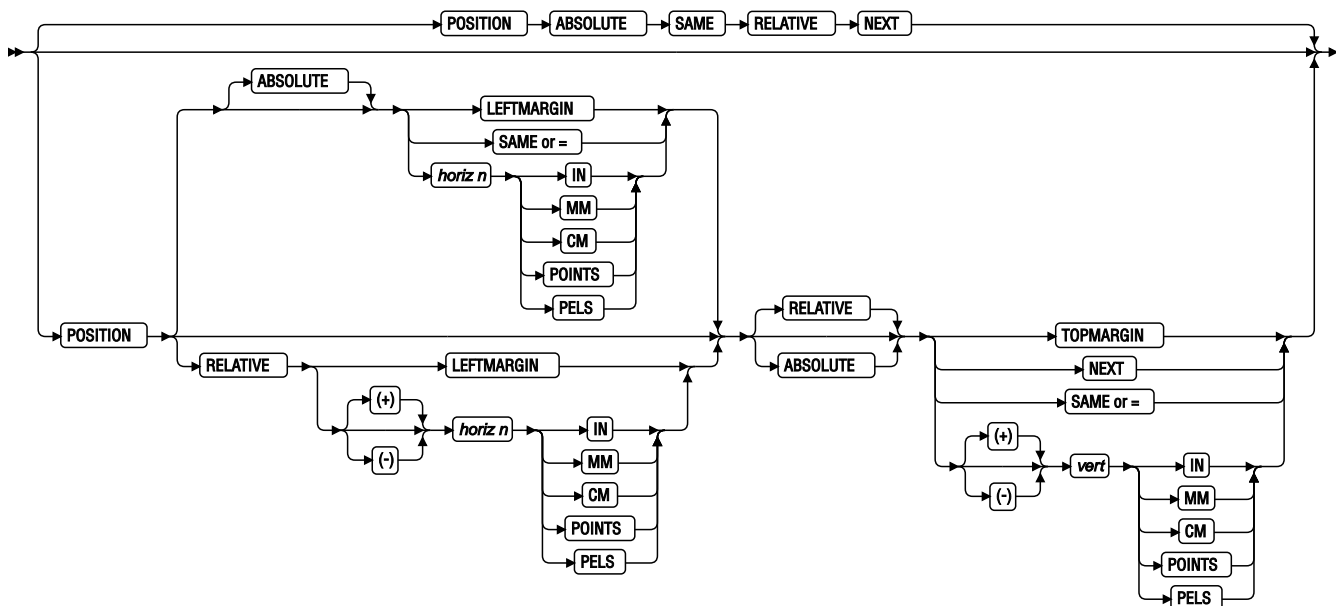 POSITION ABSOLUTE SAME RELATIVE NEXT
ABSOLUTE
LEFTMARGIN
SAME or =
horiz n IN
MM
CM
POINTS
PELS
POSITION
RELATIVE LEFTMARGIN
(+)
(-)
horiz n IN
MM
CM
POINTS
PELS
RELATIVE
ABSOLUTE
TOPMARGIN
NEXT
SAME or =
(+)
(-)
vert IN
MM
CM
POINTS
PELS